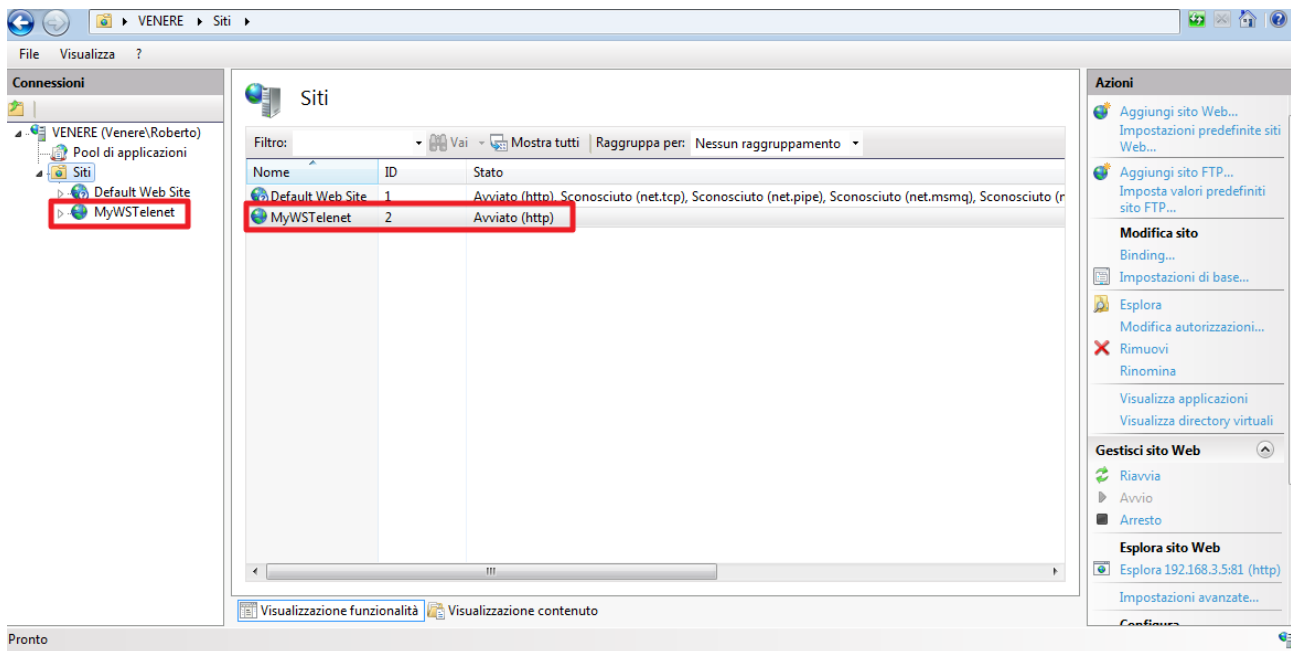 VENERE Siti
File Visualizza ?
Connessioni
VENERE (Venere\Roberto)
Pool di applicazioni
Siti
Default Web Site
MyWSTelenet
Siti
Filtro: Vai Mostra tutti Raggruppa per: Nessun raggruppamento
Nome ID Stato
Default Web Site 1 Avviato (http), Sconosciuto (net.tcp), Sconosciuto (net.pipe), Sconosciuto (net.msmq), Sconosciuto (r
MyWSTelenet 2 Avviato (http)
Visualizzazione funzionalità Visualizzazione contenuto
Azioni
Aggiungi sito Web...
Impostazioni predefinite siti
Web...
Aggiungi sito FTP...
Imposta valori predefiniti
sito FTP...
Modifica sito
Binding...
Impostazioni di base...
Esplora
Modifica autorizzazioni...
Rimuovi
Rinomina
Visualizza applicazioni
Visualizza directory virtuali
Gestisci sito Web
Riavvia
Avvio
Arresto
Esplora sito Web
Esplora 192.168.3.5:81 (http)
Impostazioni avanzate...
Configura
Pronto